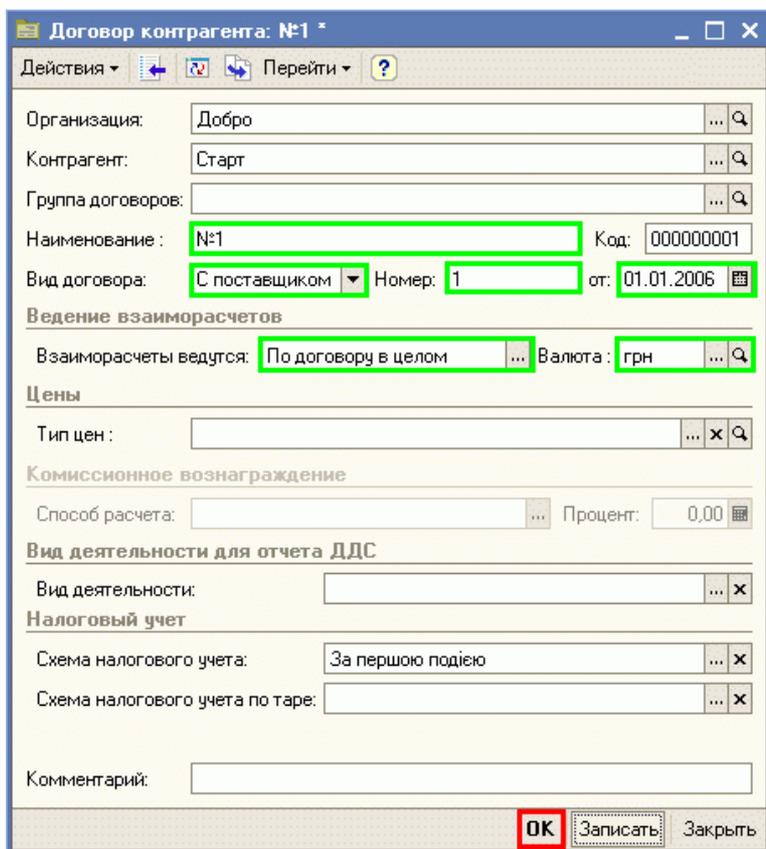 Договор контрагента: №1 *
Действия Перейти ?
Организация: Добро ...
Контрагент: Старт ...
Группа договоров: ...
Наименование : №1 Код: 000000001
Вид договора: С поставщиком Номер: 1 от: 01.01.2006
Ведение взаиморасчетов
Взаиморасчеты ведутся: По договору в целом ... Валюта : грн ...
Цены
Тип цен : ... x
Комиссионное вознаграждение
Способ расчета: ... Процент: 0,00
Вид деятельности для отчета ДДС
Вид деятельности: ... x
Налоговый учет
Схема налогового учета: За першою подією ... x
Схема налогового учета по таре: ... x
Комментарий:
OK Записать Закрыть